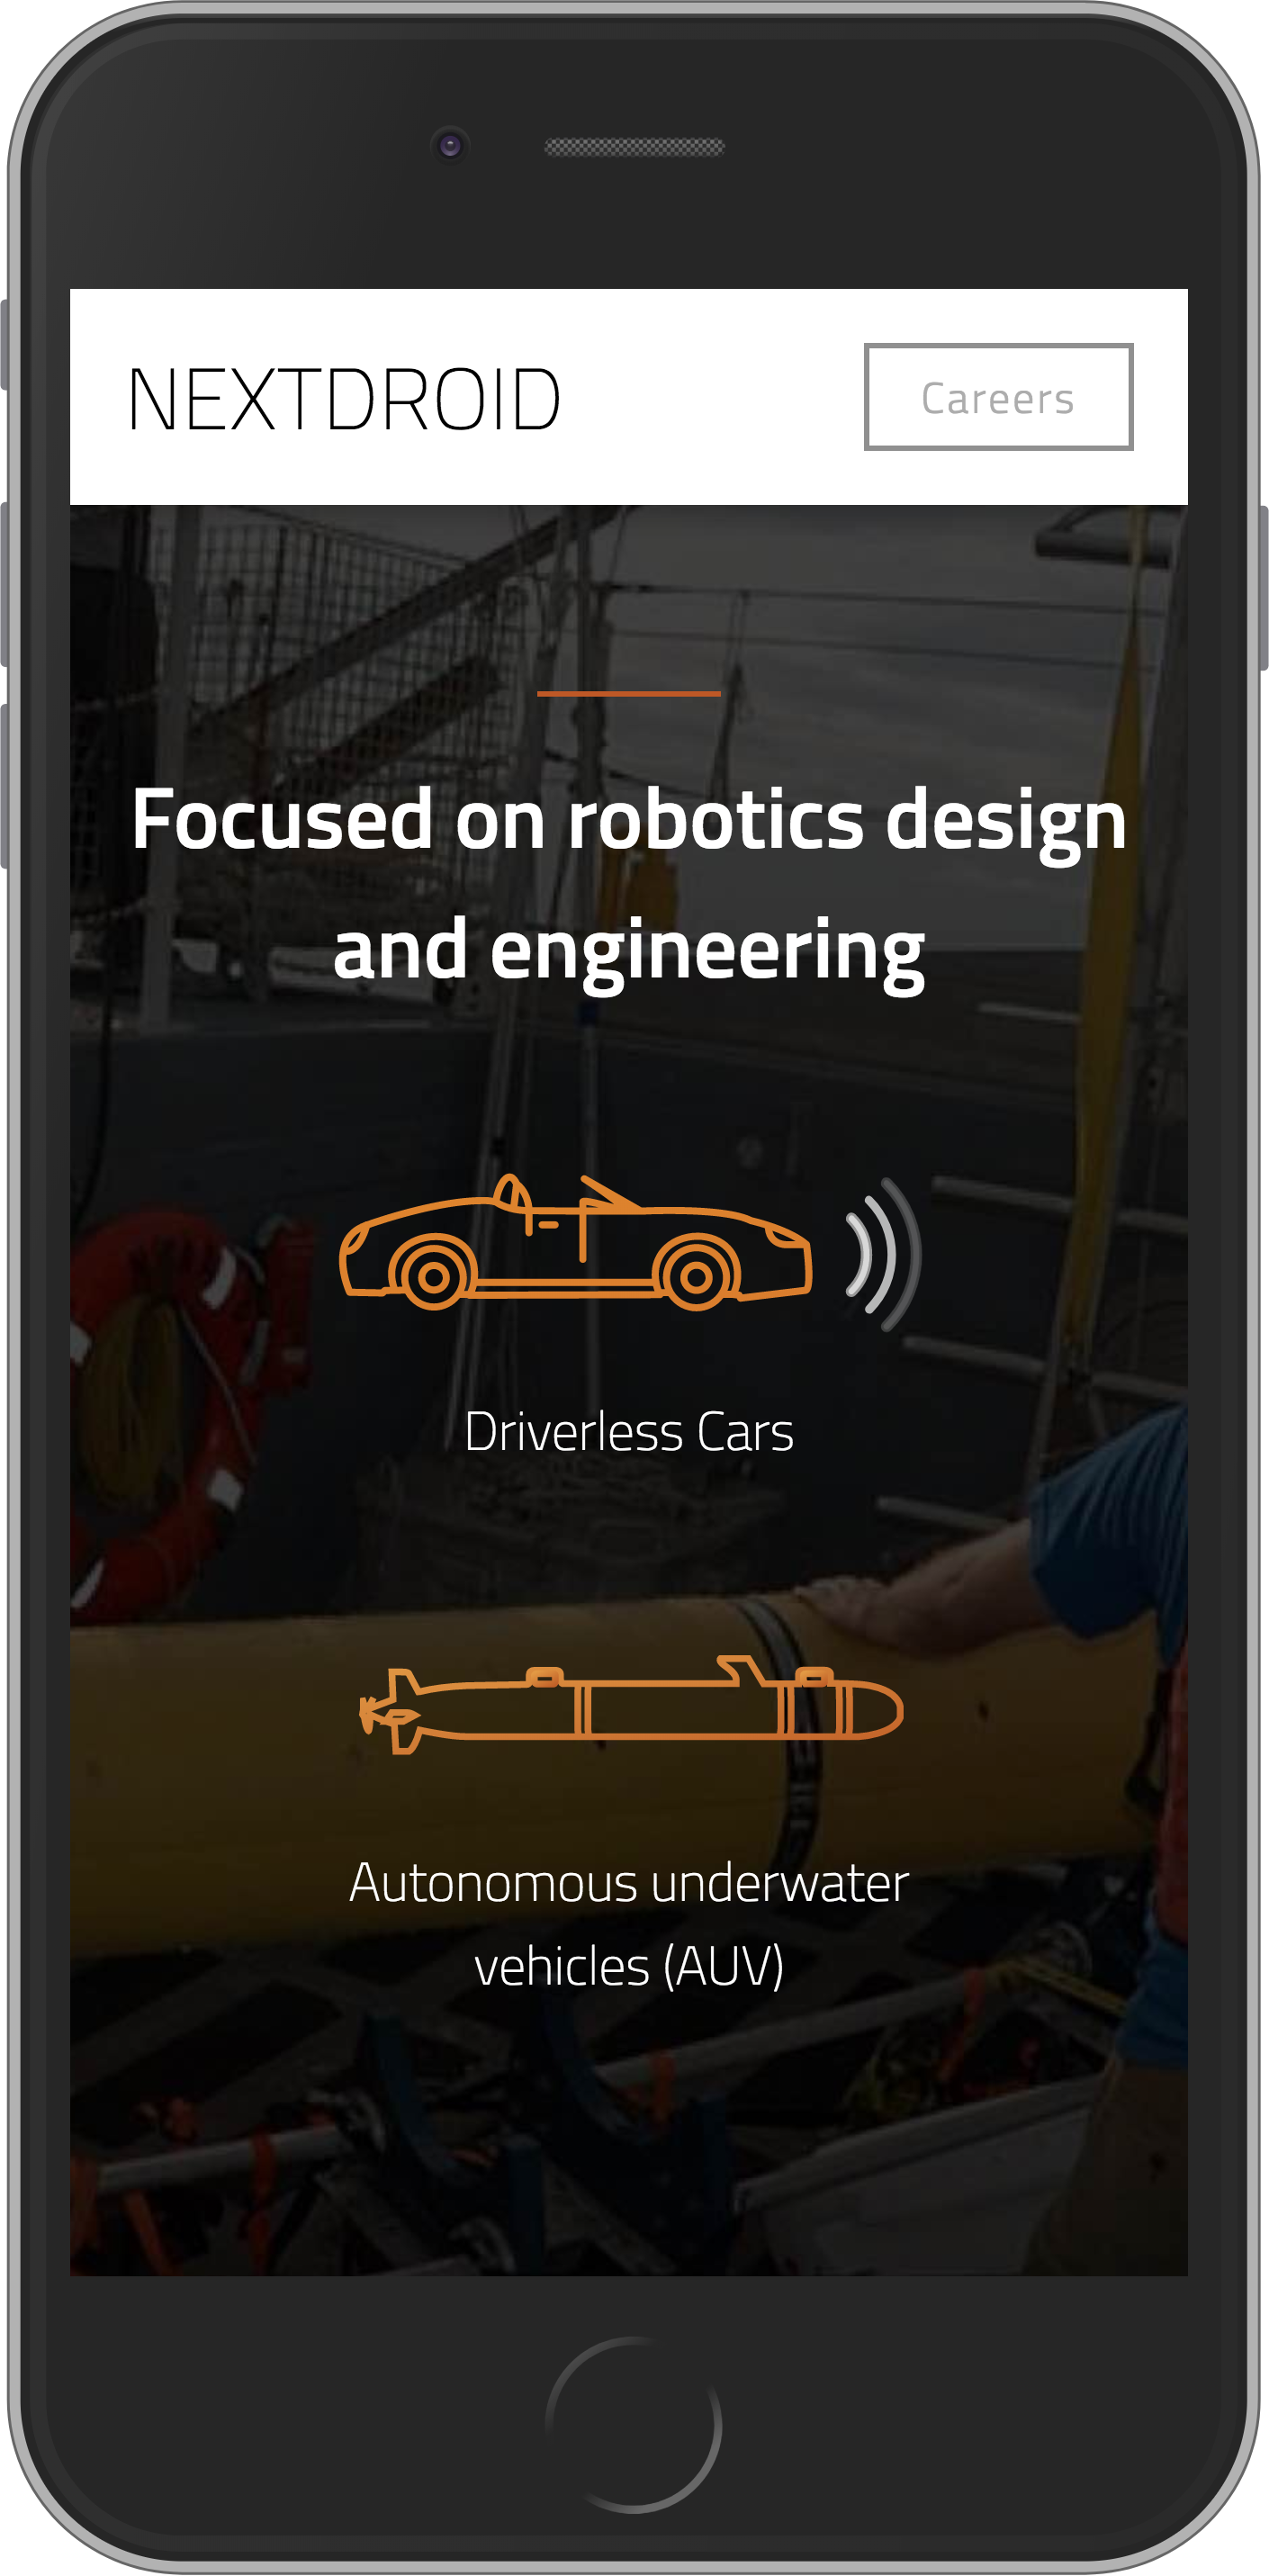 NEXTDROID
Careers
Focused on robotics design
and engineering
Driverless Cars
Autonomous underwater
vehicles (AUV)